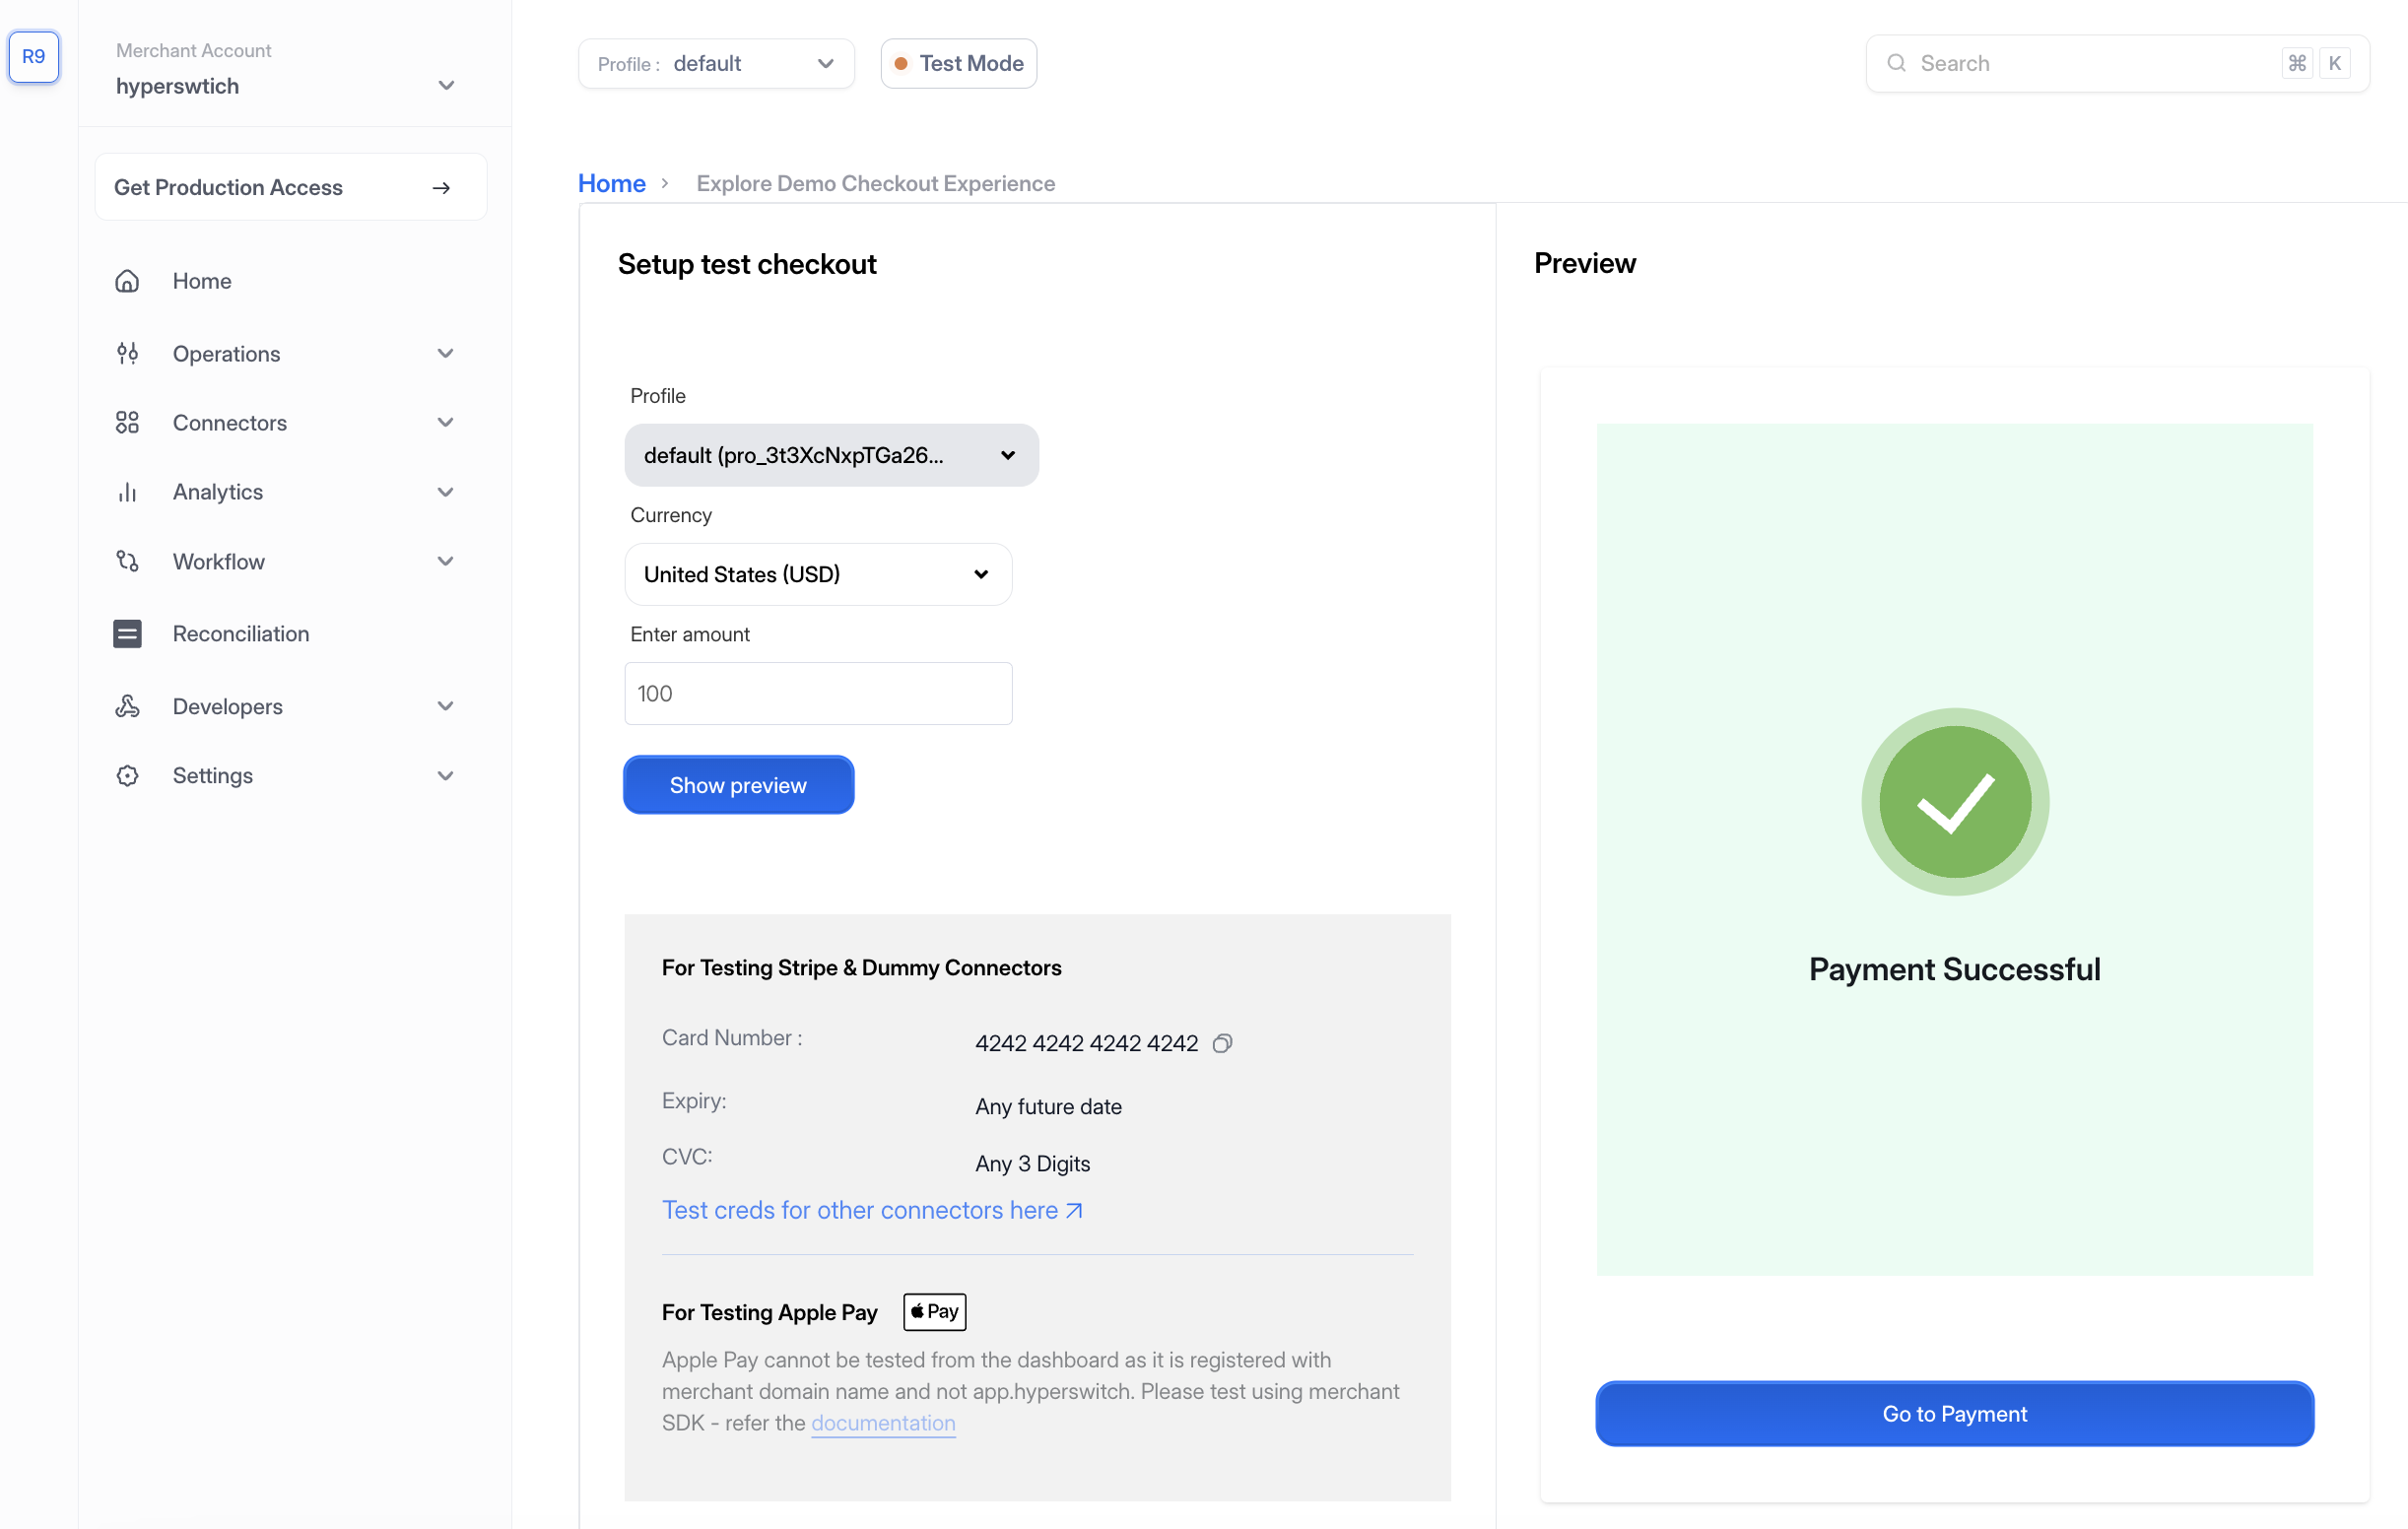 R9
Merchant Account
hyperswtich
Get Production Access
Home
Operations
Connectors
Analytics
Workflow
Reconciliation
Developers
Settings
Profile : default
Test Mode
Search
⌘ K
Home > Explore Demo Checkout Experience
Setup test checkout
Profile
default (pro_3t3XcNxpTGa26...
Currency
United States (USD)
Enter amount
100
Show preview
For Testing Stripe & Dummy Connectors
Card Number : 4242 4242 4242 4242
Expiry: Any future date
CVC: Any 3 Digits
Test creds for other connectors here
For Testing Apple Pay Pay
Apple Pay cannot be tested from the dashboard as it is registered with
merchant domain name and not app.hyperswitch. Please test using merchant
SDK - refer the documentation
Preview
Payment Successful
Go to Payment